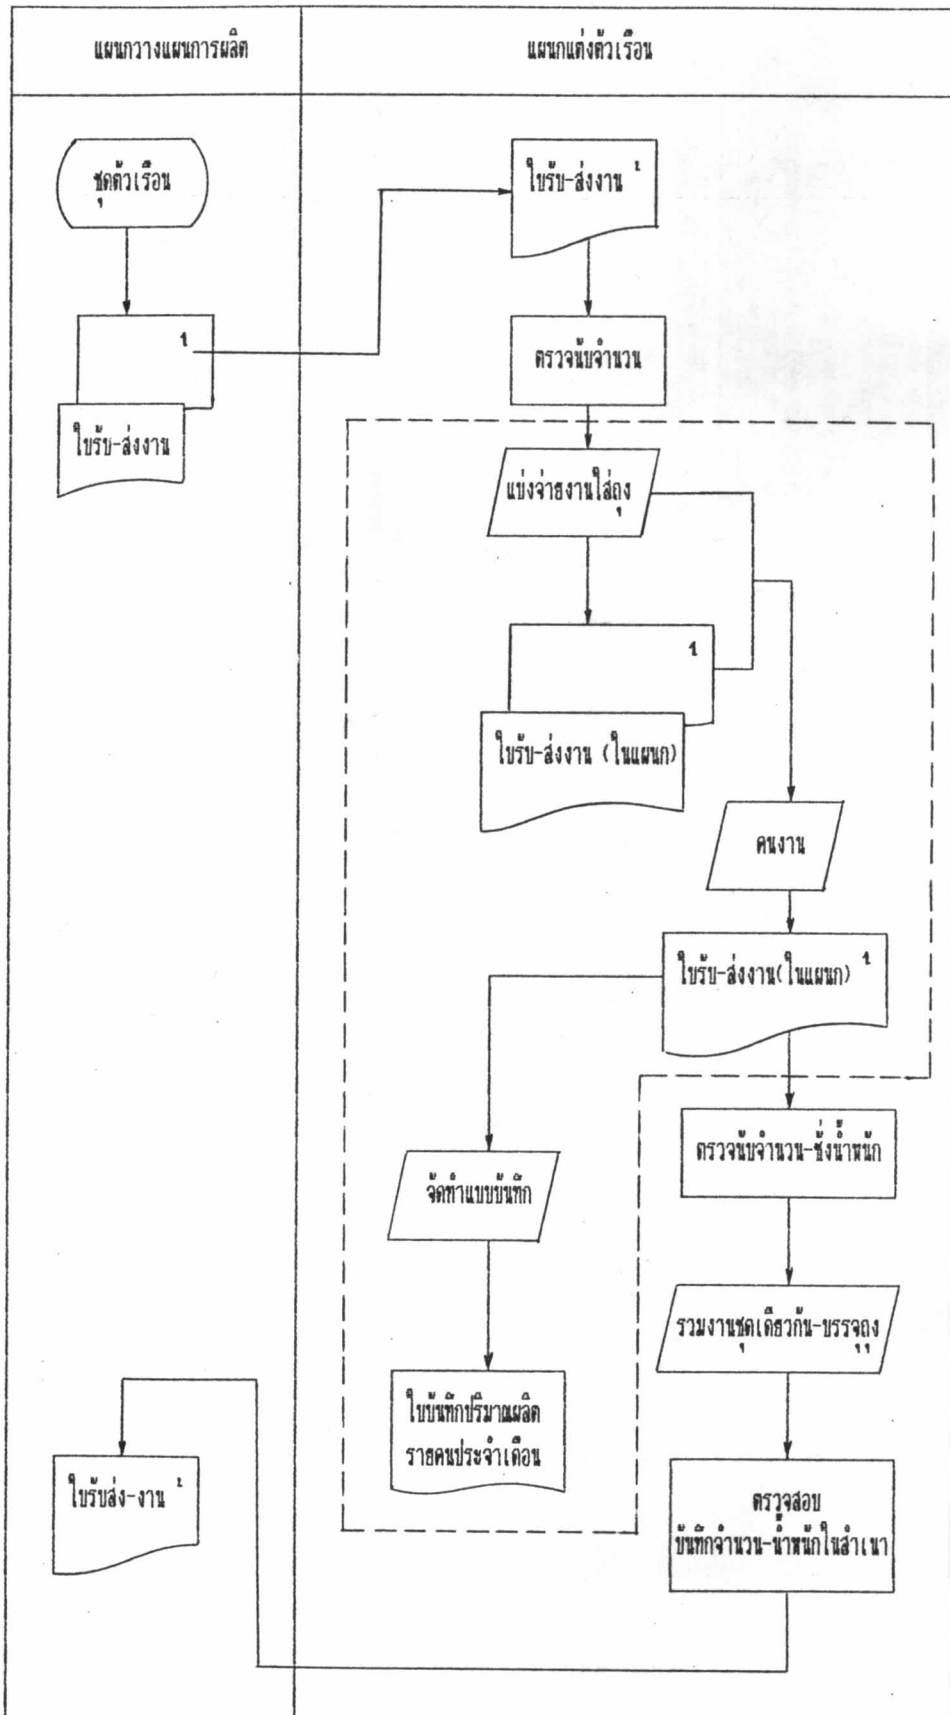 แผนกวางแผนการผลิต
แผนกแต่งตัวเรือน
ชุดตัวเรือน
1
ใบรับ-ส่งงาน
ใบรับ-ส่งงาน 1
ตรวจนับจำนวน
แบ่งจ่ายงานใส่ถุง
1
ใบรับ-ส่งงาน (ในแผนก)
คนงาน
ใบรับ-ส่งงาน(ในแผนก) 1
ตรวจนับจำนวน-ชั่งน้ำหนัก
จัดทำแบบบันทึก
รวมงานชุดเดียวกัน-บรรจุถุง
ใบบันทึกปริมาณผลิต
รายคนประจำเดือน
ตรวจสอบ
บันทึกจำนวน-น้ำหนักในสำเนา
ใบรับส่ง-งาน 1